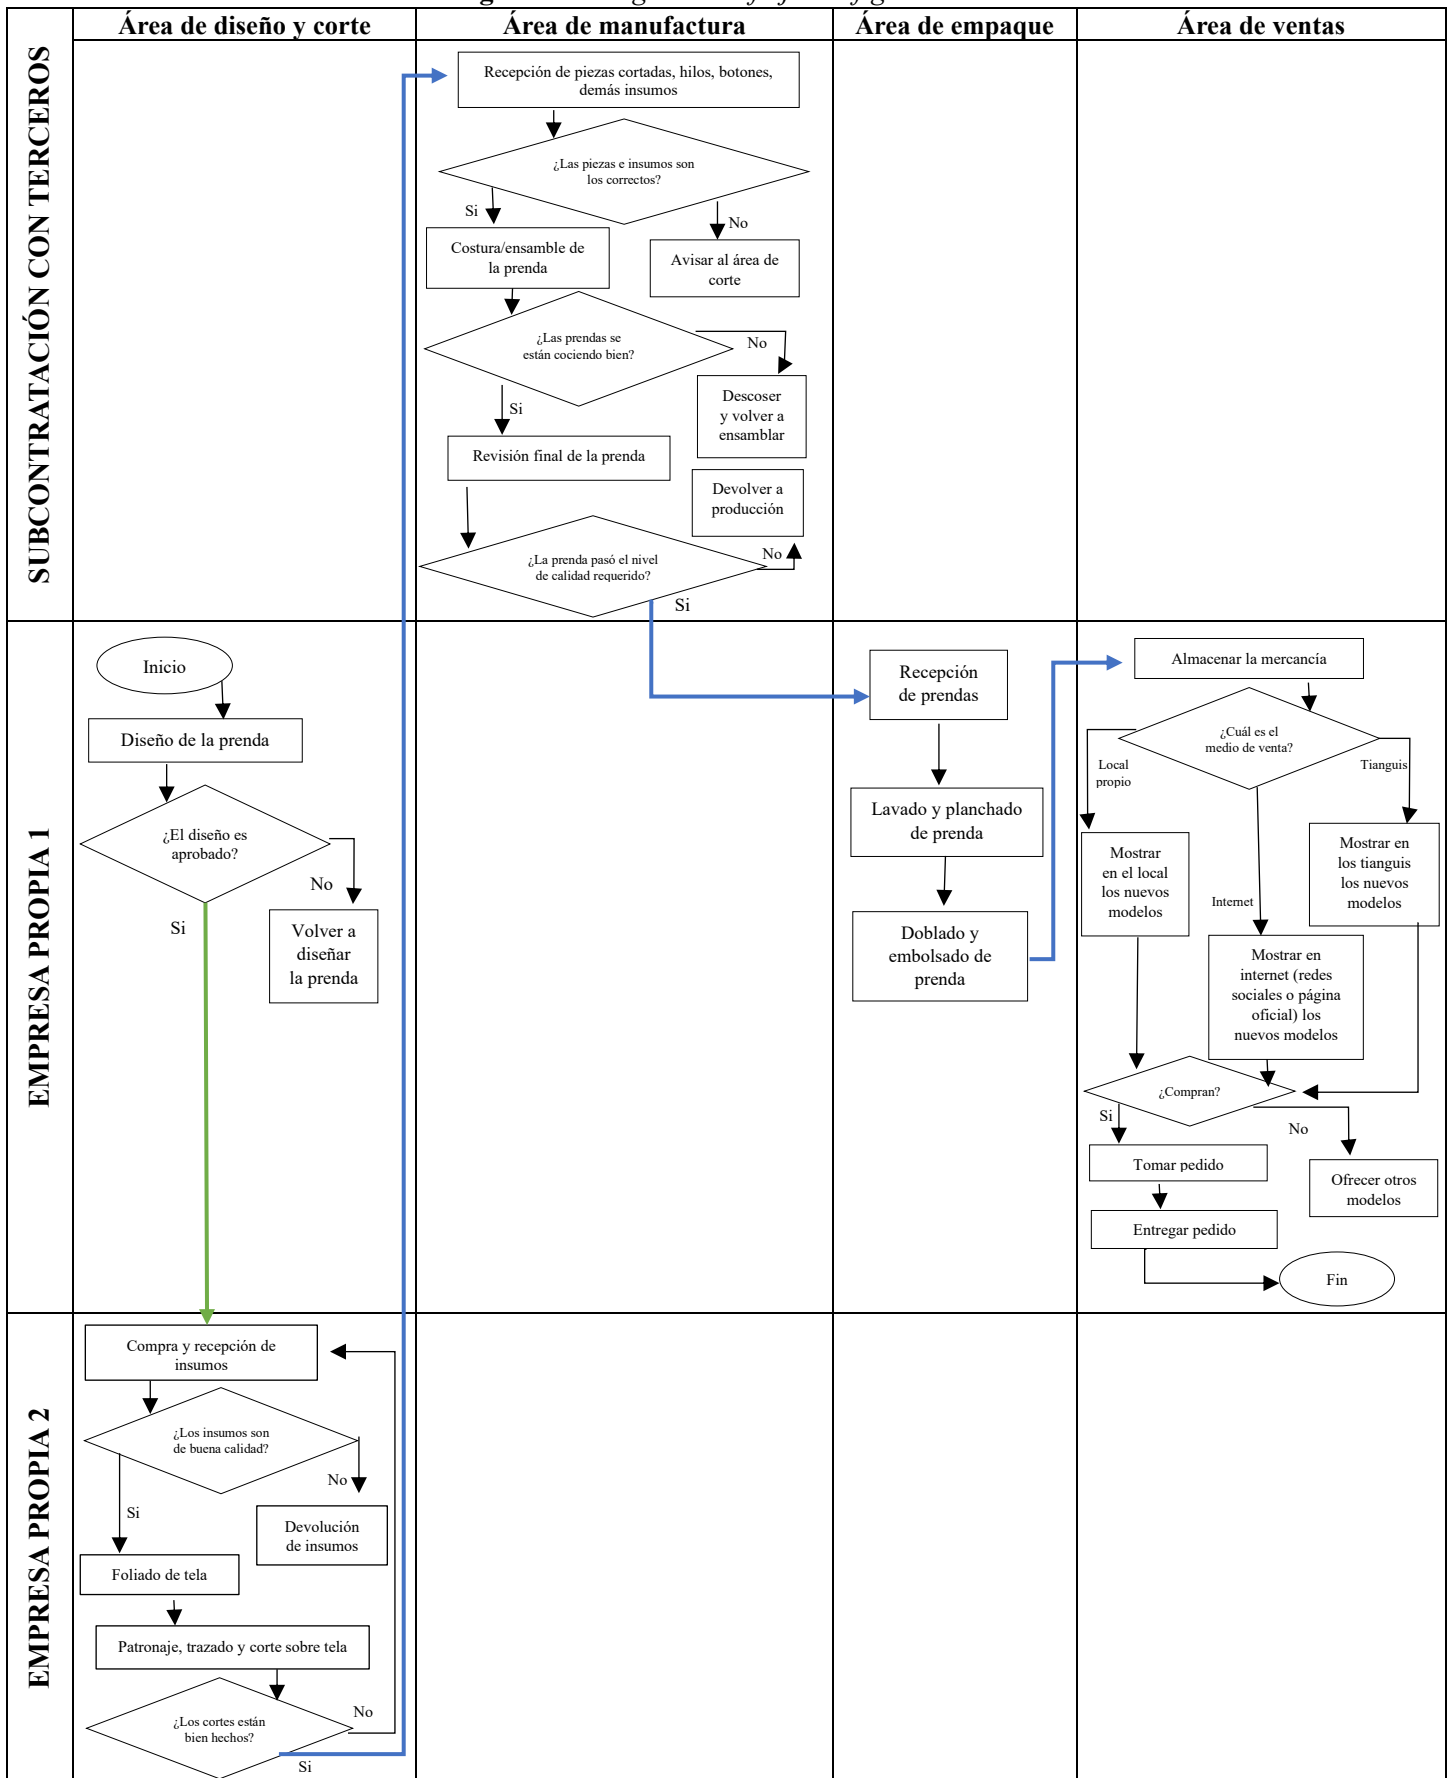 Área de diseño y corte
Área de manufactura
Área de empaque
Área de ventas
SUBCONTRATACIÓN CON TERCEROS
Recepción de piezas cortadas, hilos, botones,
demás insumos
¿Las piezas e insumos son
los correctos?
Si
No
Costura/ensamble de
la prenda
Avisar al área de
corte
¿Las prendas se
están cociendo bien?
No
Si
Descoser
y volver a
ensamblar
Revisión final de la prenda
Devolver a
producción
¿La prenda pasó el nivel
de calidad requerido?
No
Si
EMPRESA PROPIA 1
Inicio
Diseño de la prenda
¿El diseño es
aprobado?
No
Si
Volver a
diseñar
la prenda
Recepción
de prendas
Lavado y planchado
de prenda
Doblado y
embolsado de
prenda
Almacenar la mercancía
¿Cuál es el
medio de venta?
Local
propio
Tianguis
Internet
Mostrar
en el local
los nuevos
modelos
Mostrar en
los tianguis
los nuevos
modelos
Mostrar en
internet (redes
sociales o página
oficial) los
nuevos modelos
¿Compran?
Si
No
Tomar pedido
Ofrecer otros
modelos
Entregar pedido
Fin
EMPRESA PROPIA 2
Compra y recepción de
insumos
¿Los insumos son
de buena calidad?
No
Si
Devolución
de insumos
Foliado de tela
Patronaje, trazado y corte sobre tela
¿Los cortes están
bien hechos?
No
Si